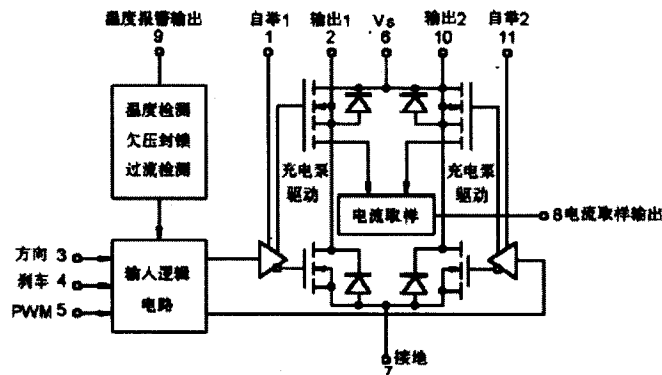 温度报警输出 自举1 输出1 Vs 输出2 自举2
9 1 2 6 10 11
温度检测
欠压封锁
过流检测
充电泵
驱动
充电泵
驱动
电流取样
8电流取样输出
方向 3
刹车 4
PWM 5
输人逻辑
电路
接地
7